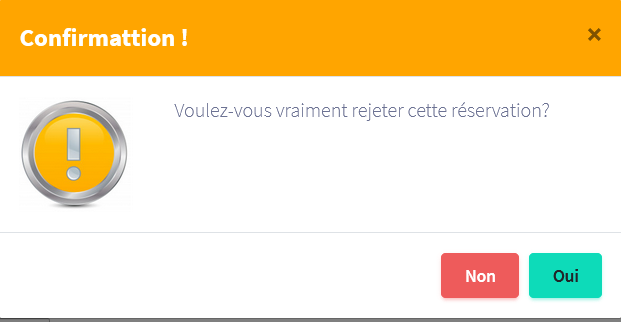 Confirmattion !
×
Voulez-vous vraiment rejeter cette réservation?
Non
Oui